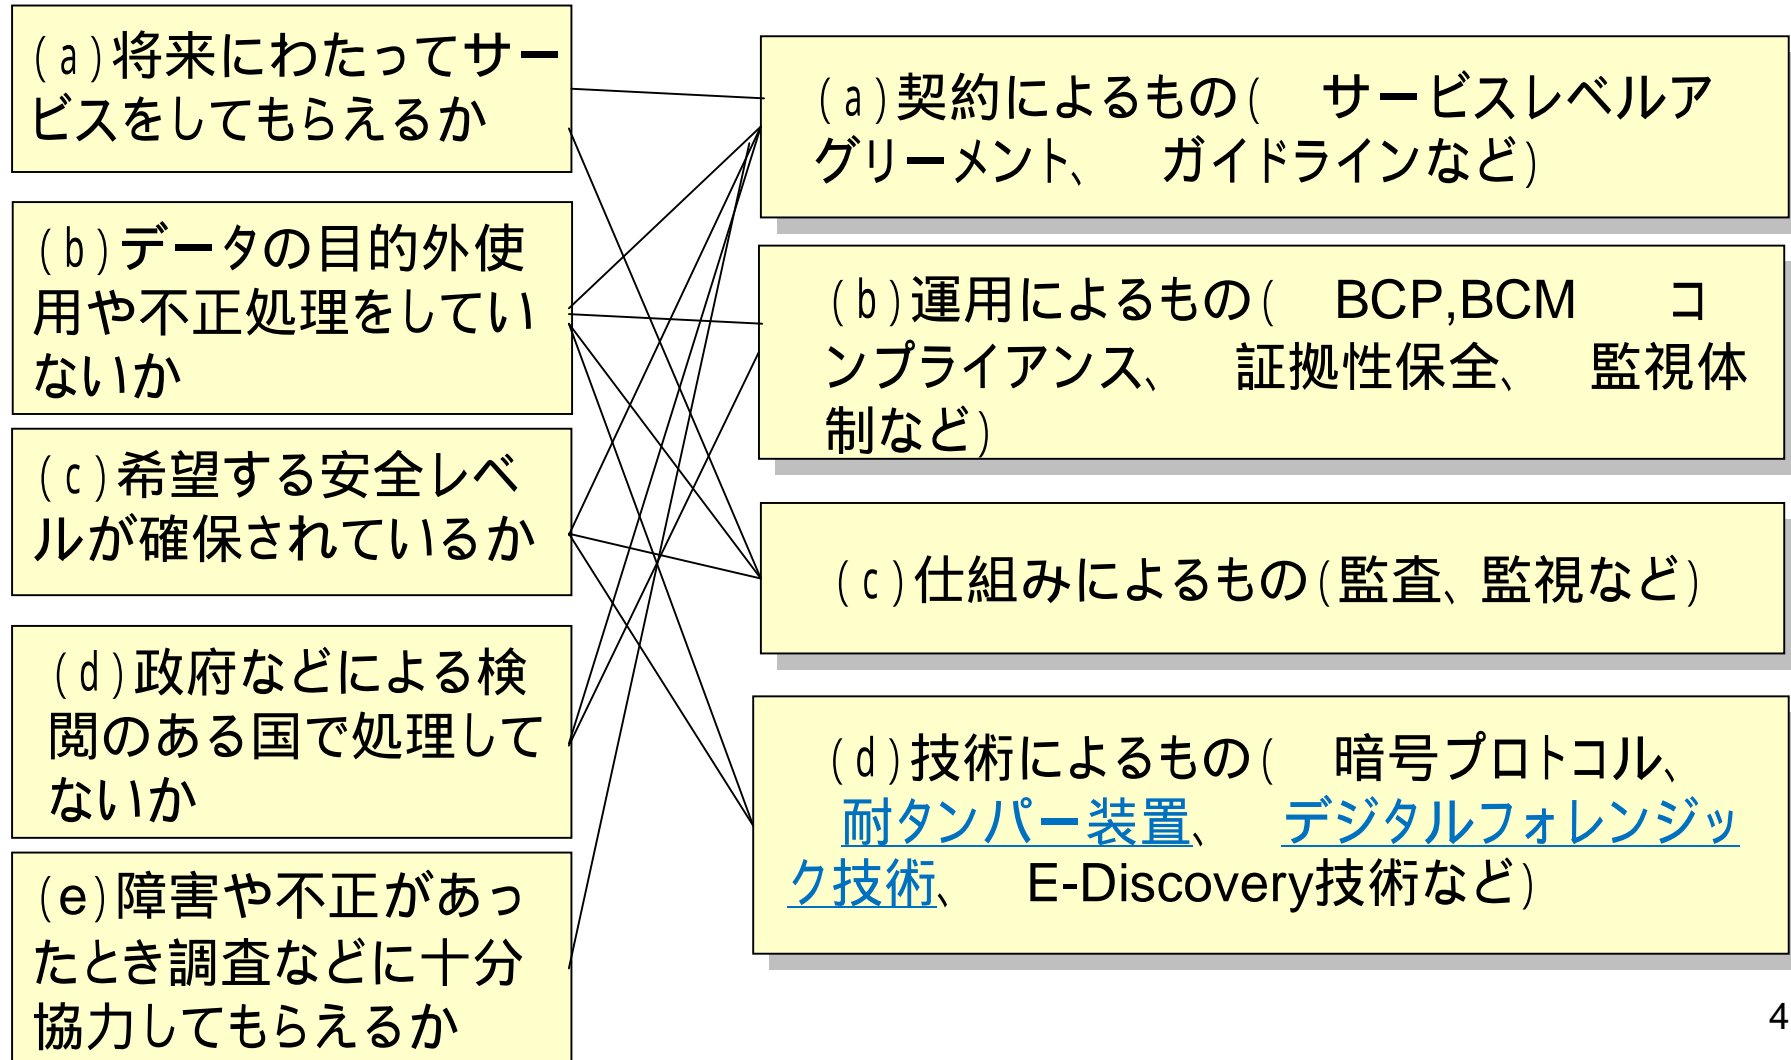 (a)将来にわたってサー
ビスをしてもらえるか
(b)データの目的外使
用や不正処理をしてい
ないか
(c)希望する安全レベ
ルが確保されているか
(d)政府などによる検
閲のある国で処理して
ないか
(e)障害や不正があっ
たとき調査などに十分
協力してもらえるか
(a)契約によるもの( サービスレベルア
グリーメント、 ガイドラインなど)
(b)運用によるもの( BCP,BCM コ
ンプライアンス、 証拠性保全、 監視体
制など)
(c)仕組みによるもの(監査、監視など)
(d)技術によるもの( 暗号プロトコル、
耐タンパー装置、 デジタルフォレンジッ
ク技術、 E-Discovery技術など)
4